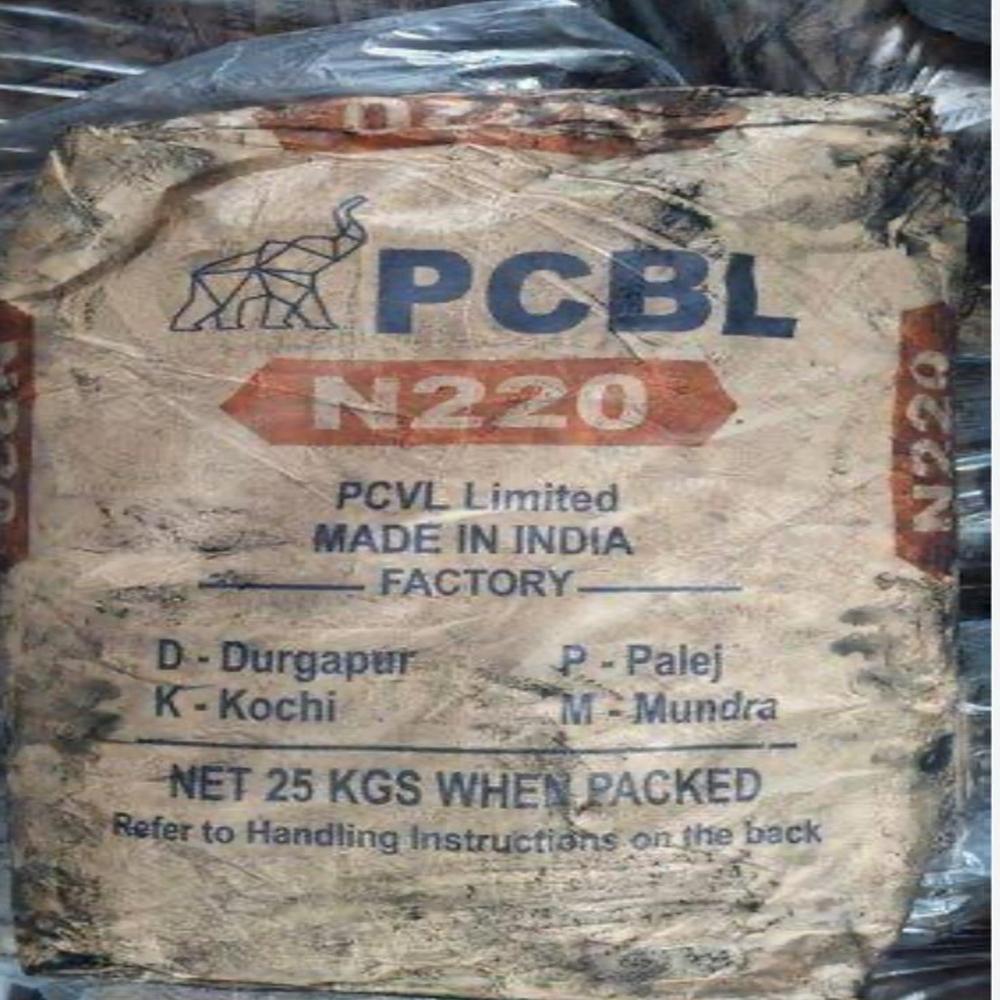 PCBL
N220
N220
PCVL Limited
MADE IN INDIA
FACTORY
D - Durgapur P - Palej
K - Kochi M - Mundra
NET 25 KGS WHEN PACKED
Refer to Handling Instructions on the back